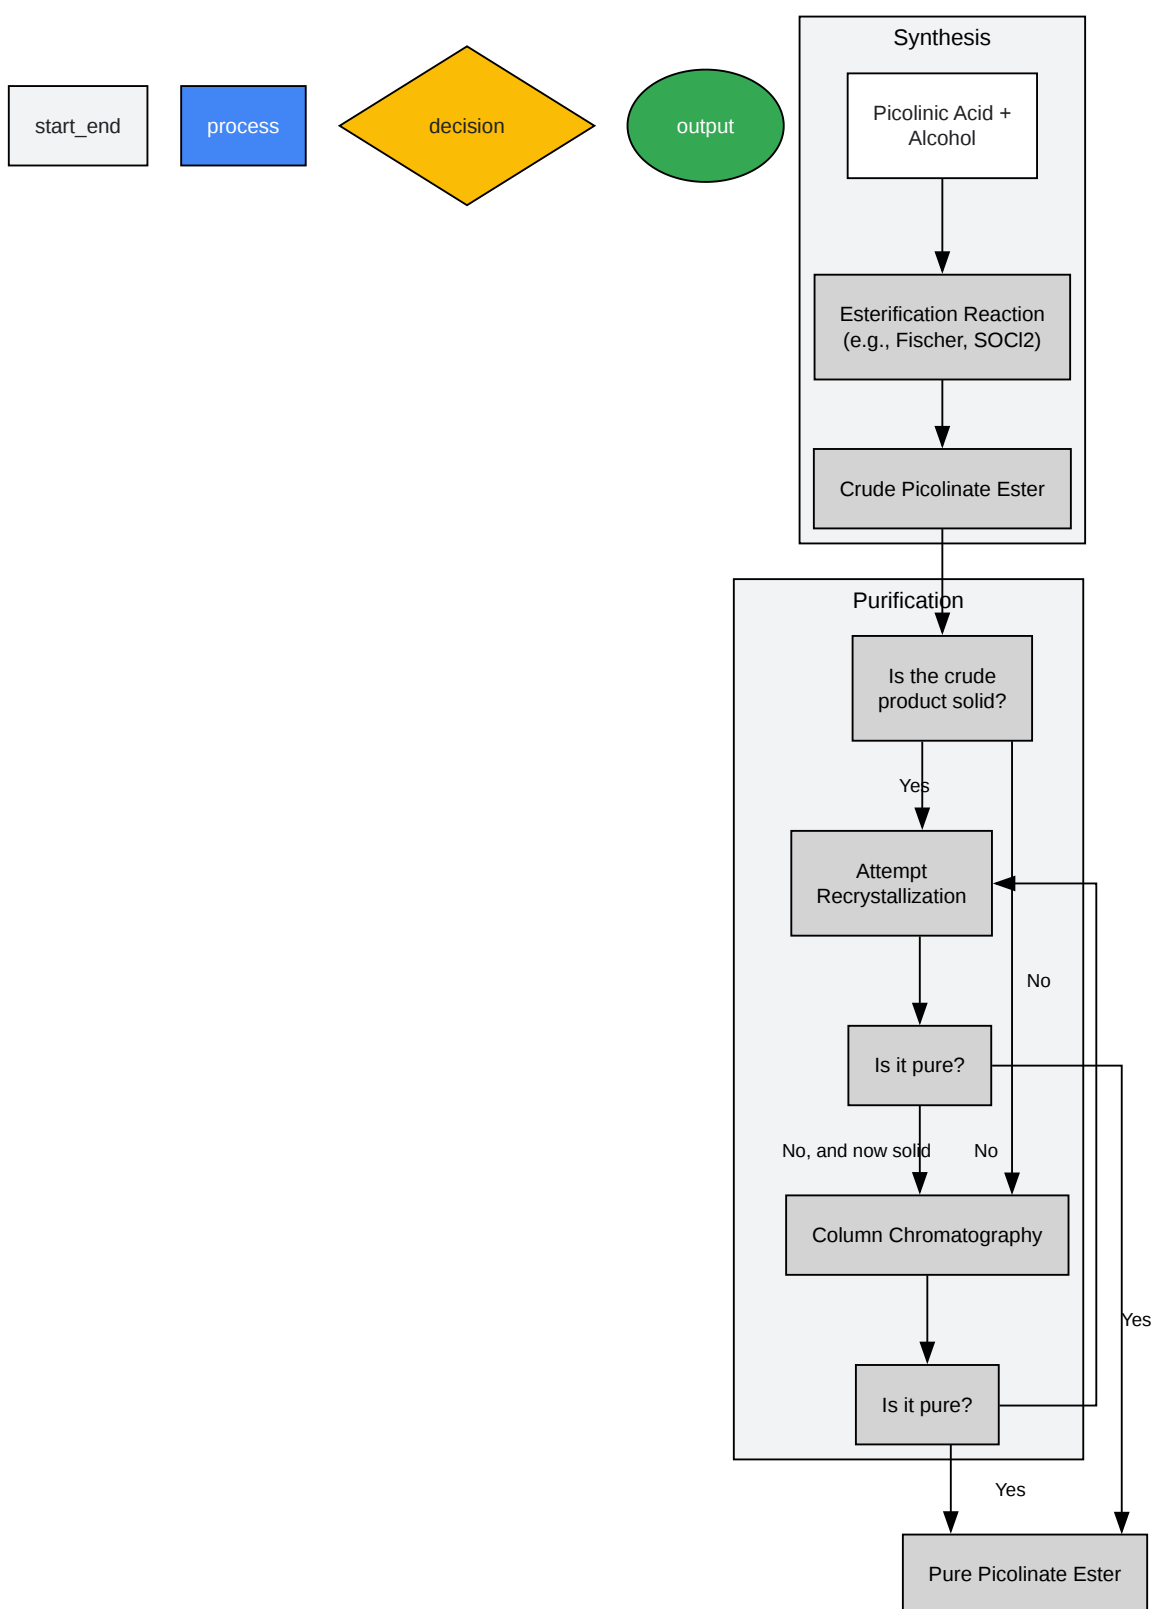 Synthesis
start_end
process
decision
output
Picolinic Acid +
Alcohol
Esterification Reaction
(e.g., Fischer, SOCl2)
Crude Picolinate Ester
Purification
Is the crude
product solid?
Yes
Attempt
Recrystallization
No
Is it pure?
No, and now solid
No
Column Chromatography
Yes
Is it pure?
Yes
Pure Picolinate Ester